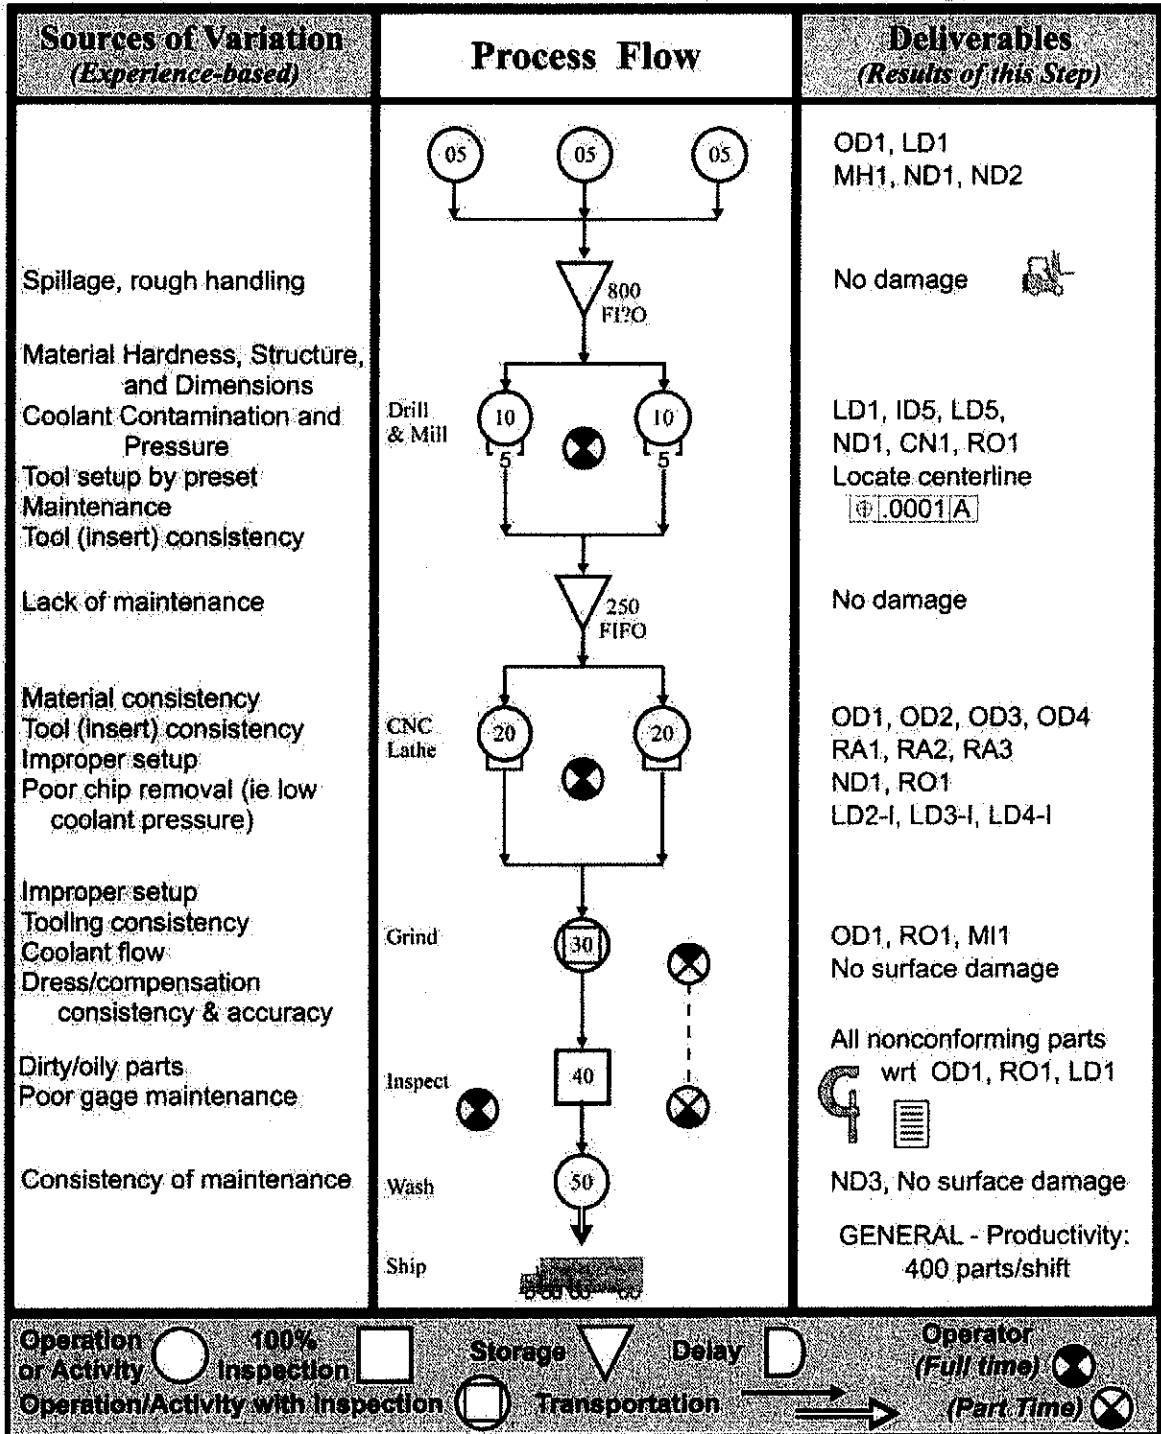 Sources of Variation
(Experience-based)
Process Flow
Deliverables
(Results of this Step)
05
05
05
OD1, LD1
MH1, ND1, ND2
Spillage, rough handling
800
FI?O
No damage
Material Hardness, Structure,
and Dimensions
Coolant Contamination and
Pressure
Tool setup by preset
Maintenance
Tool (insert) consistency
Drill
& Mill
10
10
5
5
LD1, ID5, LD5,
ND1, CN1, RO1
Locate centerline
⌖ .0001 A
Lack of maintenance
250
FIFO
No damage
Material consistency
Tool (insert) consistency
Improper setup
Poor chip removal (ie low
coolant pressure)
CNC
Lathe
20
20
OD1, OD2, OD3, OD4
RA1, RA2, RA3
ND1, RO1
LD2-I, LD3-I, LD4-I
Improper setup
Tooling consistency
Coolant flow
Dress/compensation
consistency & accuracy
Grind
30
OD1, RO1, MI1
No surface damage
Dirty/oily parts
Poor gage maintenance
Inspect
40
All nonconforming parts
wrt OD1, RO1, LD1
Consistency of maintenance
Wash
50
ND3, No surface damage
Ship
GENERAL - Productivity:
400 parts/shift
Operation
or Activity
100%
Inspection
Storage
Delay
Operator
(Full time)
Operation/Activity with Inspection
Transportation
(Part Time)